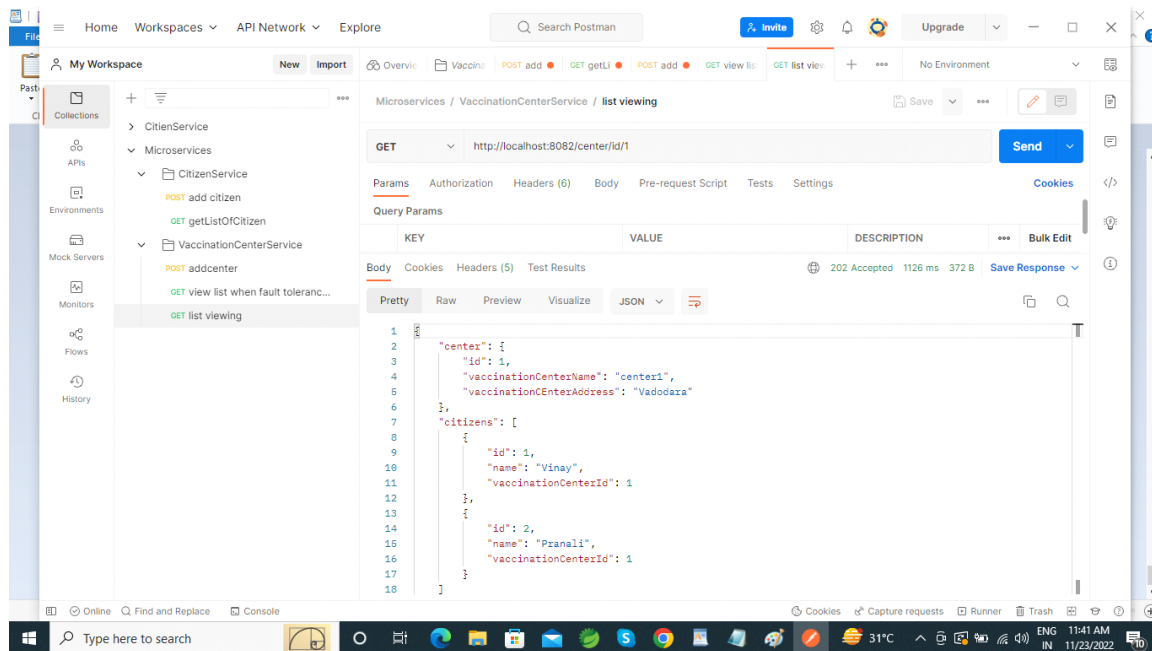 File
Home Workspaces API Network Explore Search Postman Invite Upgrade
Paste
My Workspace New Import
Overvie Vaccina POST add GET getLi POST add GET view lis GET list view No Environment
Collections
APIs
Environments
Mock Servers
Monitors
Flows
History
CitienService
Microservices
CitizenService
POST add citizen
GET getListOfCitizen
VaccinationCenterService
POST addcenter
GET view list when fault toleranc...
GET list viewing
Microservices / VaccinationCenterService / list viewing Save
GET http://localhost:8082/center/id/1 Send
Params Authorization Headers (6) Body Pre-request Script Tests Settings Cookies
Query Params
KEY VALUE DESCRIPTION Bulk Edit
Body Cookies Headers (5) Test Results 202 Accepted 1126 ms 372 B Save Response
Pretty Raw Preview Visualize JSON
1 {
2 "center": {
3 "id": 1,
4 "vaccinationCenterName": "center1",
5 "vaccinationCEnterAddress": "Vadodara"
6 },
7 "citizens": [
8 {
9 "id": 1,
10 "name": "Vinay",
11 "vaccinationCenterId": 1
12 },
13 {
14 "id": 2,
15 "name": "Pranali",
16 "vaccinationCenterId": 1
17 }
18 ]
Online Find and Replace Console Cookies Capture requests Runner Trash
Type here to search 31°C ENG 11:41 AM
IN 11/23/2022 10